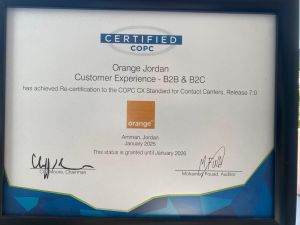 CERTIFIED
COPC
Orange Jordan
Customer Experience - B2B & B2C
has achieved Re-certification to the COPC CX Standard for Contact Centers, Release 7.0
orange
Amman, Jordan
January 2025
This status is granted until January 2026
Moore, Chairman
Mohamed Fouad, Auditor